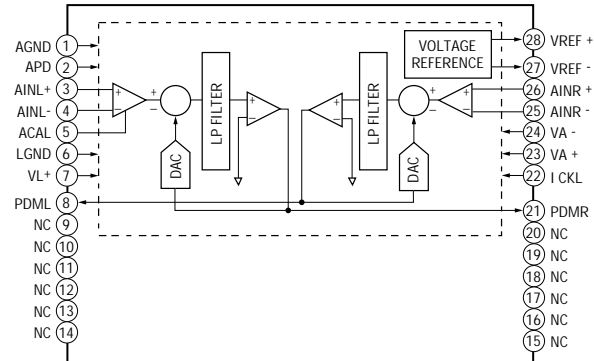 AGND 1
APD 2
AINL+ 3
AINL- 4
ACAL 5
LGND 6
VL+ 7
PDML 8
NC 9
NC 10
NC 11
NC 12
NC 13
NC 14
+
−
+
−
DAC
LP FILTER
+
−
+
−
LP FILTER
+
−
DAC
+
−
VOLTAGE
REFERENCE
28 VREF +
27 VREF -
26 AINR +
25 AINR -
24 VA -
23 VA +
22 I CKL
21 PDMR
20 NC
19 NC
18 NC
17 NC
16 NC
15 NC